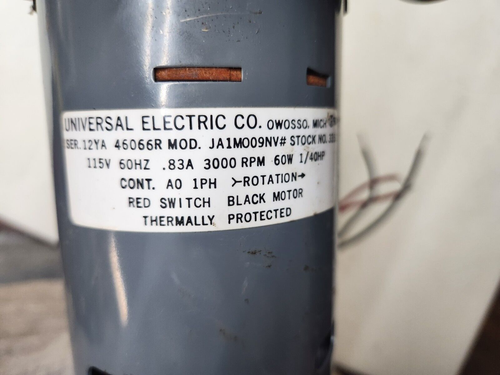 UNIVERSAL ELECTRIC CO. OWOSSO, MICH
SER. 12YA 46066R MOD. JA1M009NV# STOCK NO.
115V 60HZ .83A 3000 RPM 60W 1/40HP
CONT. AO 1PH >-ROTATION→
RED SWITCH BLACK MOTOR
THERMALLY PROTECTED